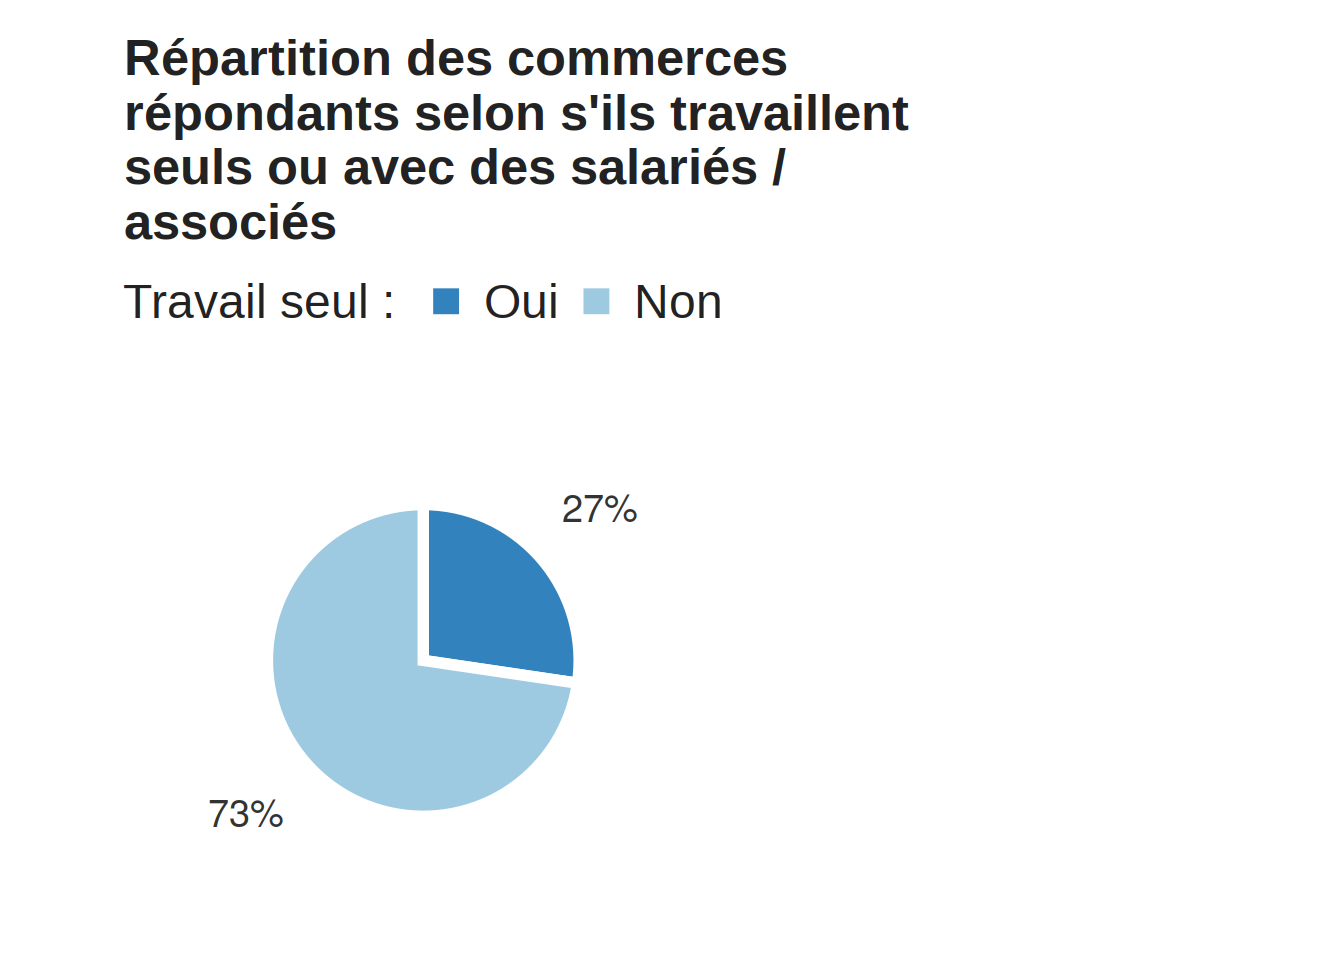 Répartition des commerces
répondants selon s'ils travaillent
seuls ou avec des salariés /
associés
Travail seul : Oui Non
27%
73%